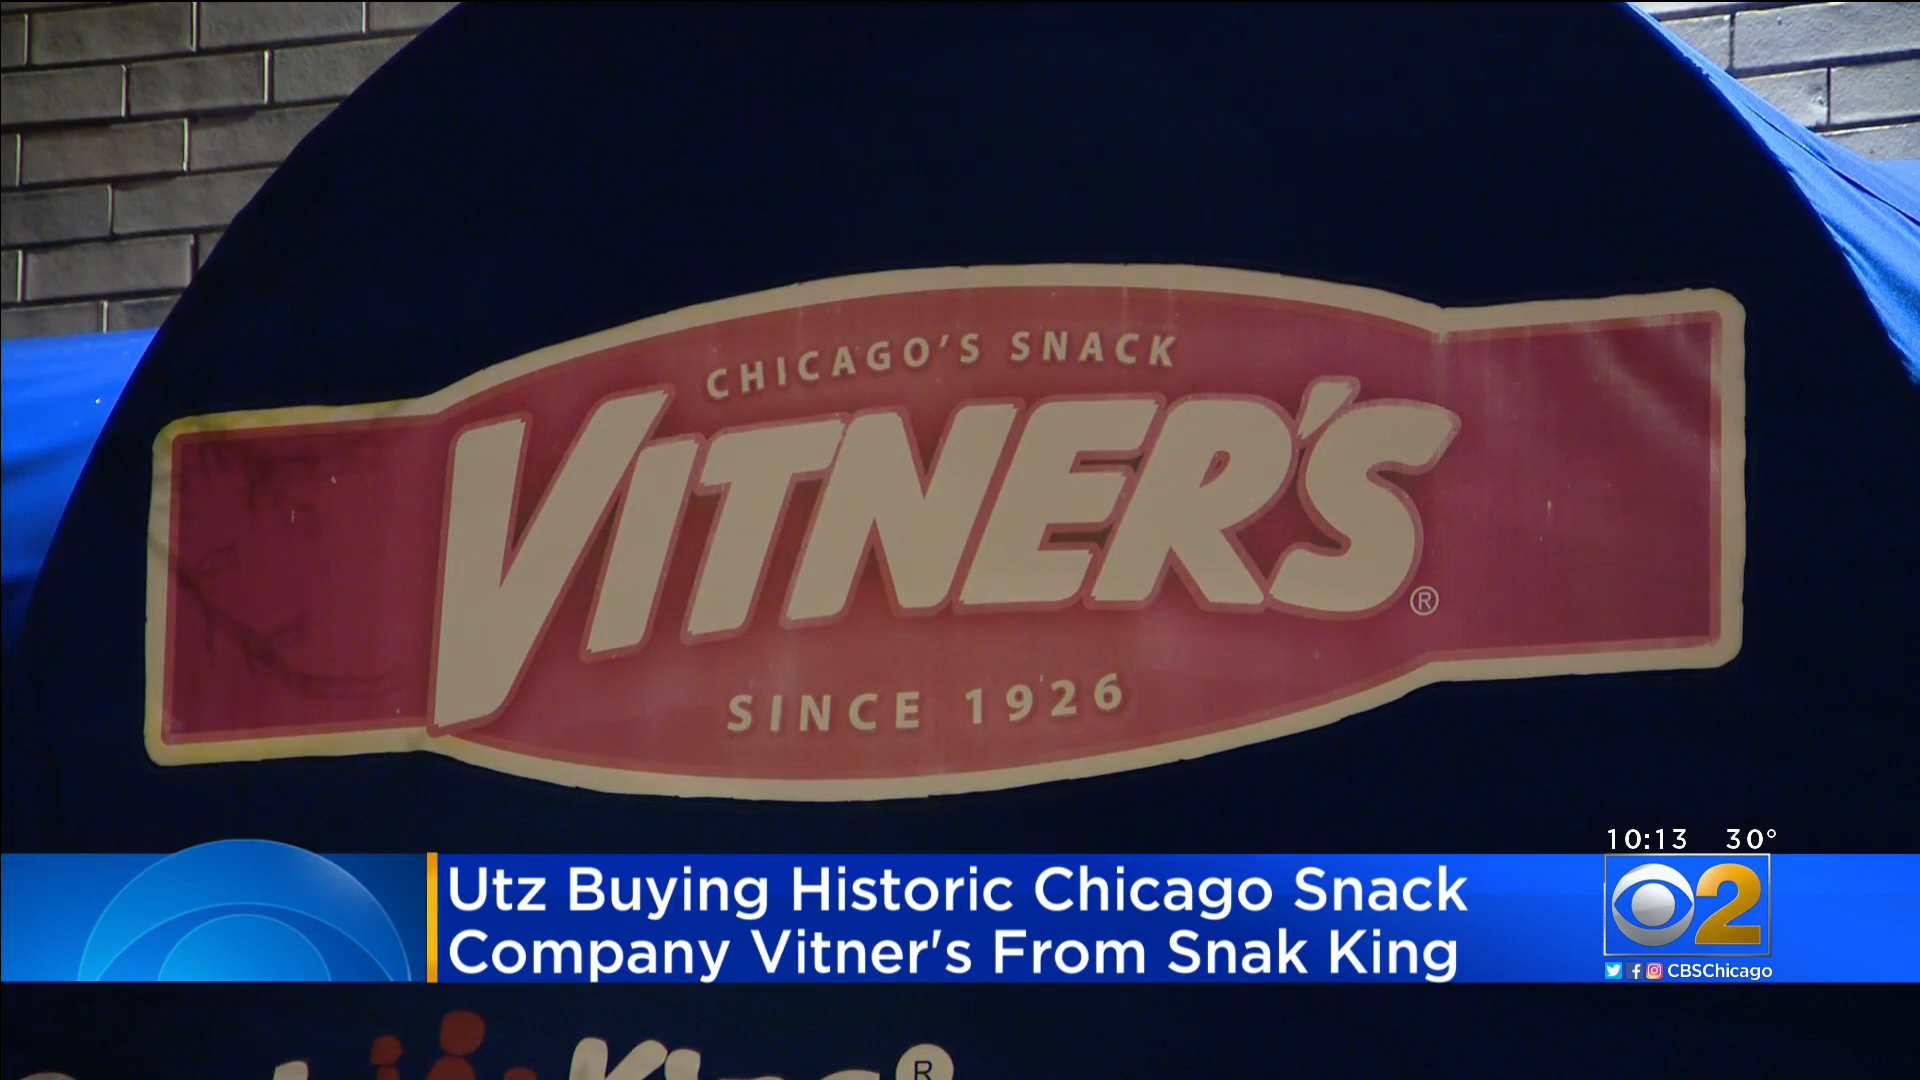 CHICAGO'S SNACK
VITNER'S®
SINCE 1926
10:13 30°
Utz Buying Historic Chicago Snack
Company Vitner's From Snak King
2
CBSChicago
®